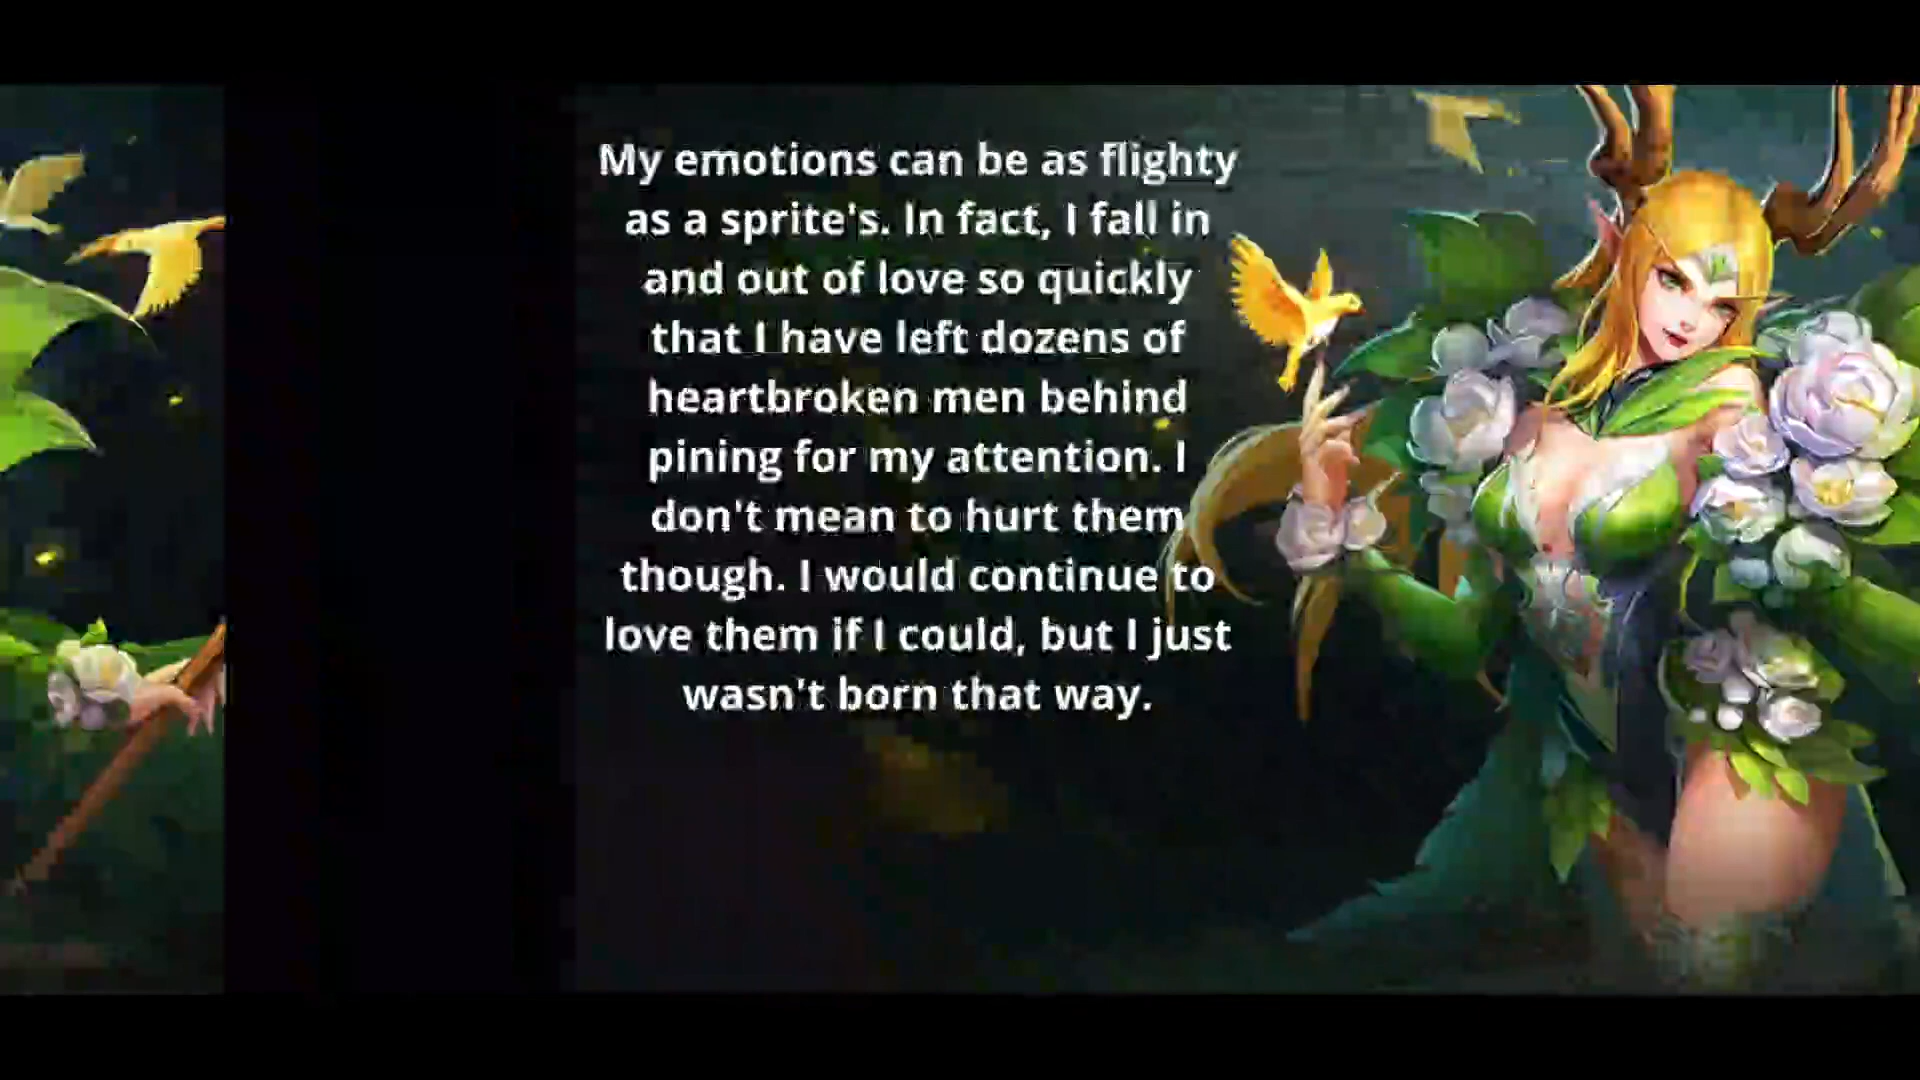 My emotions can be as flighty
as a sprite's. In fact, I fall in
and out of love so quickly
that I have left dozens of
heartbroken men behind
pining for my attention. I
don't mean to hurt them
though. I would continue to
love them if I could, but I just
wasn't born that way.